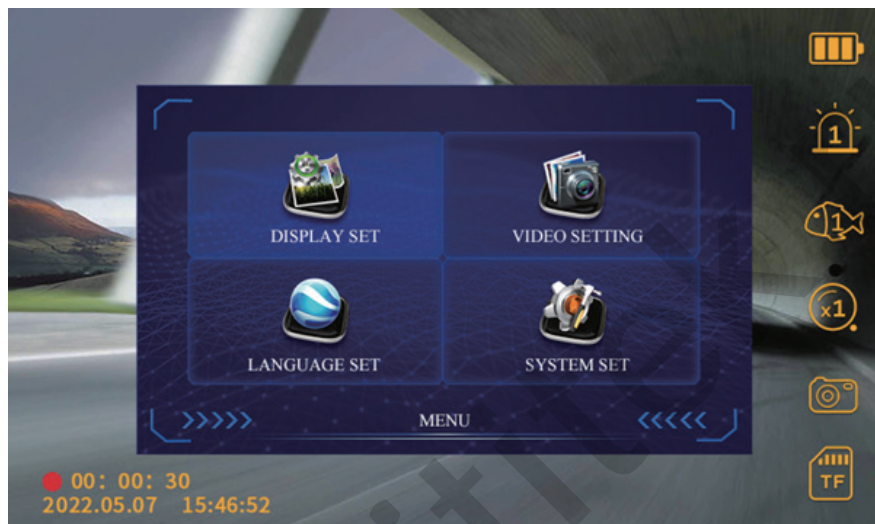 1
DISPLAY SET
VIDEO SETTING
1
x1
LANGUAGE SET
SYSTEM SET
MENU
00: 00: 30
TF
2022.05.07 15:46:52